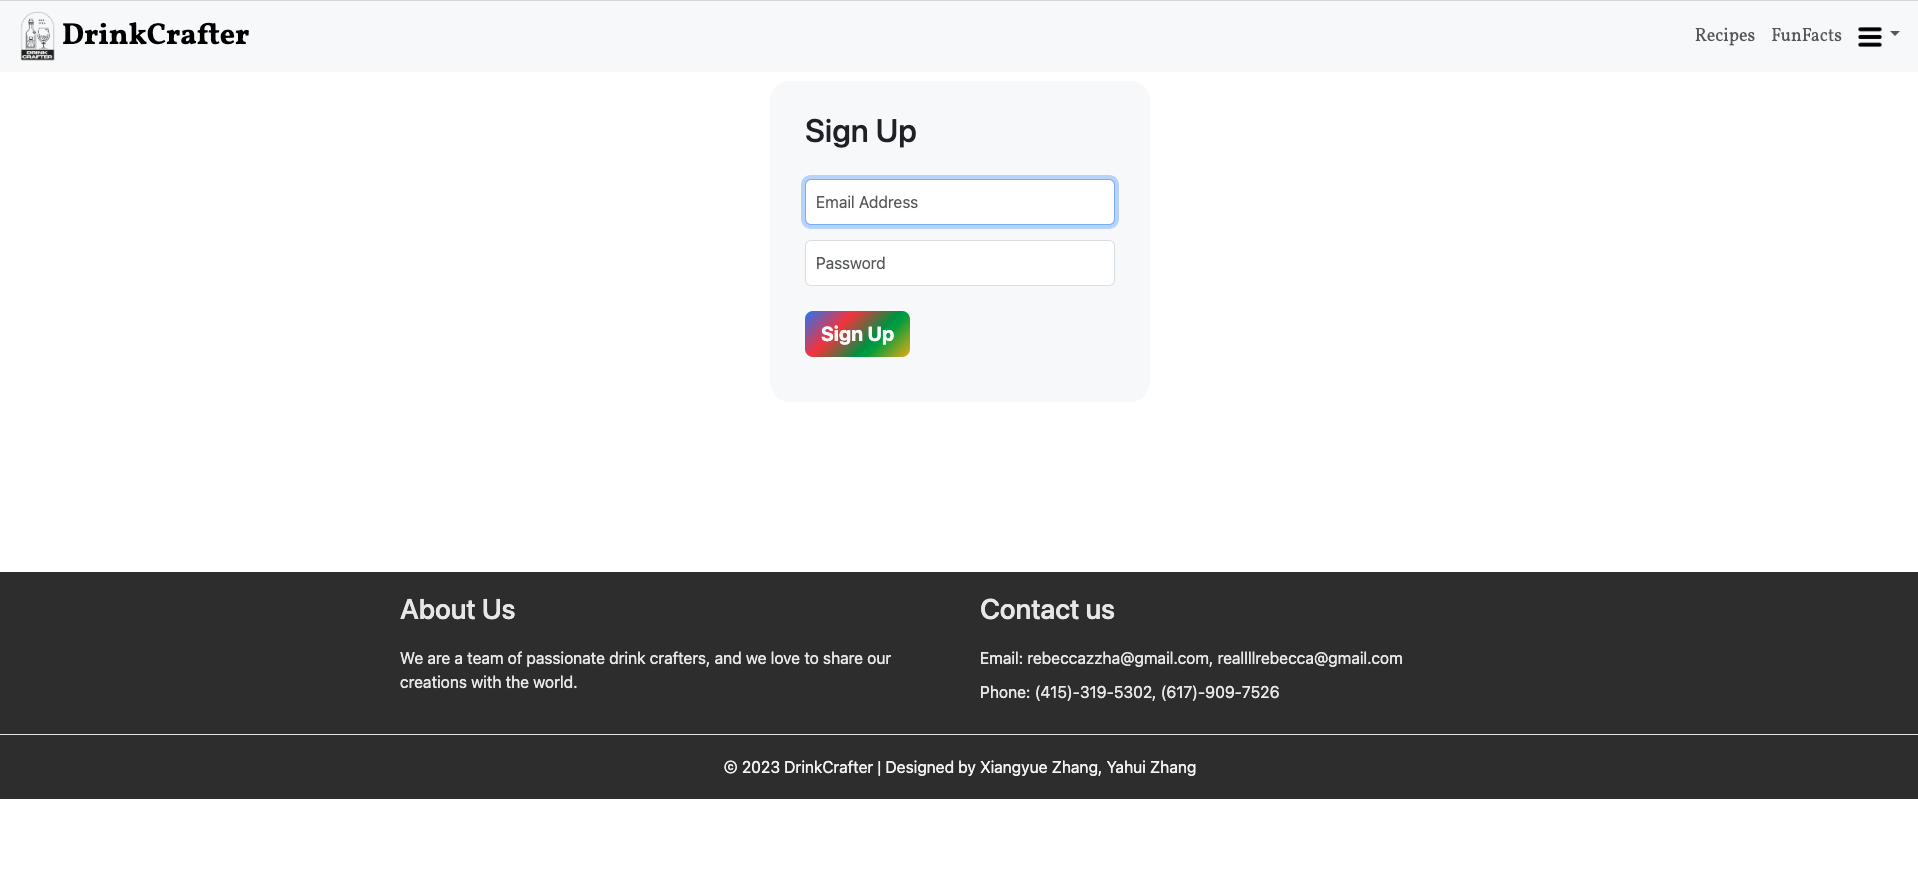 DRINK
CRAFTER
DrinkCrafter
Recipes
FunFacts
Sign Up
Email Address
Password
Sign Up
About Us
We are a team of passionate drink crafters, and we love to share our
creations with the world.
Contact us
Email: rebeccazzha@gmail.com, reallllrebecca@gmail.com
Phone: (415)-319-5302, (617)-909-7526
© 2023 DrinkCrafter | Designed by Xiangyue Zhang, Yahui Zhang